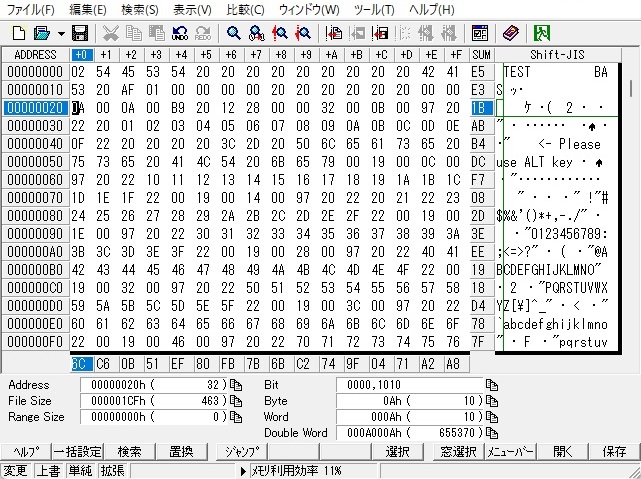 ファイル(F) 編集(E) 検索(S) 表示(V) 比較(C) ウィンドウ(W) ツール(T) ヘルプ(H)
UNDO REDO
ADDRESS +0 +1 +2 +3 +4 +5 +6 +7 +8 +9 +A +B +C +D +E +F SUM Shift-JIS
00000000 02 54 45 53 54 20 20 20 20 20 20 20 20 20 42 41 E5 TEST BA
00000010 53 20 AF 01 00 00 00 00 00 00 00 00 00 00 00 00 E3 S ｯ･
00000020 0A 00 0A 00 B9 20 12 28 00 00 32 00 0B 00 97 20 1B ｹ ･( 2 ･ ･
00000030 22 20 01 02 03 04 05 06 07 08 09 0A 0B 0C 0D 0E AB
00000040 0F 22 20 20 20 20 3C 2D 20 50 6C 65 61 73 65 20 B4 ･" <- Please
00000050 75 73 65 20 41 4C 54 20 6B 65 79 00 19 00 0C 00 DC use ALT key ･
00000060 97 20 22 10 11 12 13 14 15 16 17 18 19 1A 1B 1C F7
00000070 1D 1E 1F 22 00 19 00 14 00 97 20 22 20 21 22 23 08 " ･ ･ ･ " !"#
00000080 24 25 26 27 28 29 2A 2B 2C 2D 2E 2F 22 00 19 00 2D $%&'()*+,-./" ･
00000090 1E 00 97 20 22 30 31 32 33 34 35 36 37 38 39 3A 3E ･ ･ "0123456789:
000000A0 3B 3C 3D 3E 3F 22 00 19 00 28 00 97 20 22 40 41 EE ;<=>?" ･ ( ･ "@A
000000B0 42 43 44 45 46 47 48 49 4A 4B 4C 4D 4E 4F 22 00 19 BCDEFGHIJKLMNO"
000000C0 19 00 32 00 97 20 22 50 51 52 53 54 55 56 57 58 18 ･ 2 ･ "PQRSTUVWX
000000D0 59 5A 5B 5C 5D 5E 5F 22 00 19 00 3C 00 97 20 22 D4 YZ[¥]^_" ･ < ･ "
000000E0 60 61 62 63 64 65 66 67 68 69 6A 6B 6C 6D 6E 6F 78 `abcdefghijklmno
000000F0 22 00 19 00 46 00 97 20 22 70 71 72 73 74 75 76 7F " ･ F ･ "pqrstuv
6C C6 0B 51 EF 80 FB 7B 6B C2 74 9F 04 71 A2 A8
Address 00000020h ( 32) Bit 0000,1010
File Size 000001CFh ( 463) Byte 0Ah ( 10)
Range Size 00000000h ( 0) Word 000Ah ( 10)
Double Word 000A000Ah ( 655370)
ﾍﾙﾌﾟ 一括設定 検索 置換 ｼﾞｬﾝﾌﾟ 選択 窓選択 ﾒﾆｭｰﾊﾞｰ 開く 保存
変更 上書 単純 拡張 ﾒﾓﾘ利用効率 11%